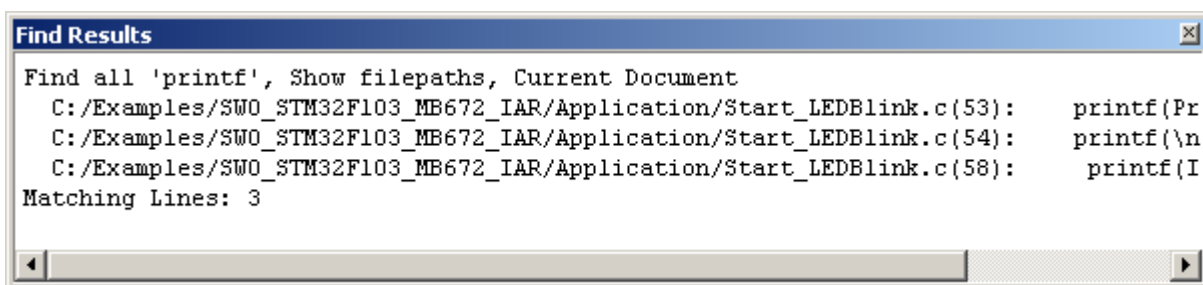 Find Results
Find all 'printf', Show filepaths, Current Document
C:/Examples/SWO_STM32F103_MB672_IAR/Application/Start_LEDBlink.c(53): printf(Pr
C:/Examples/SWO_STM32F103_MB672_IAR/Application/Start_LEDBlink.c(54): printf(\n
C:/Examples/SWO_STM32F103_MB672_IAR/Application/Start_LEDBlink.c(58): printf(I
Matching Lines: 3